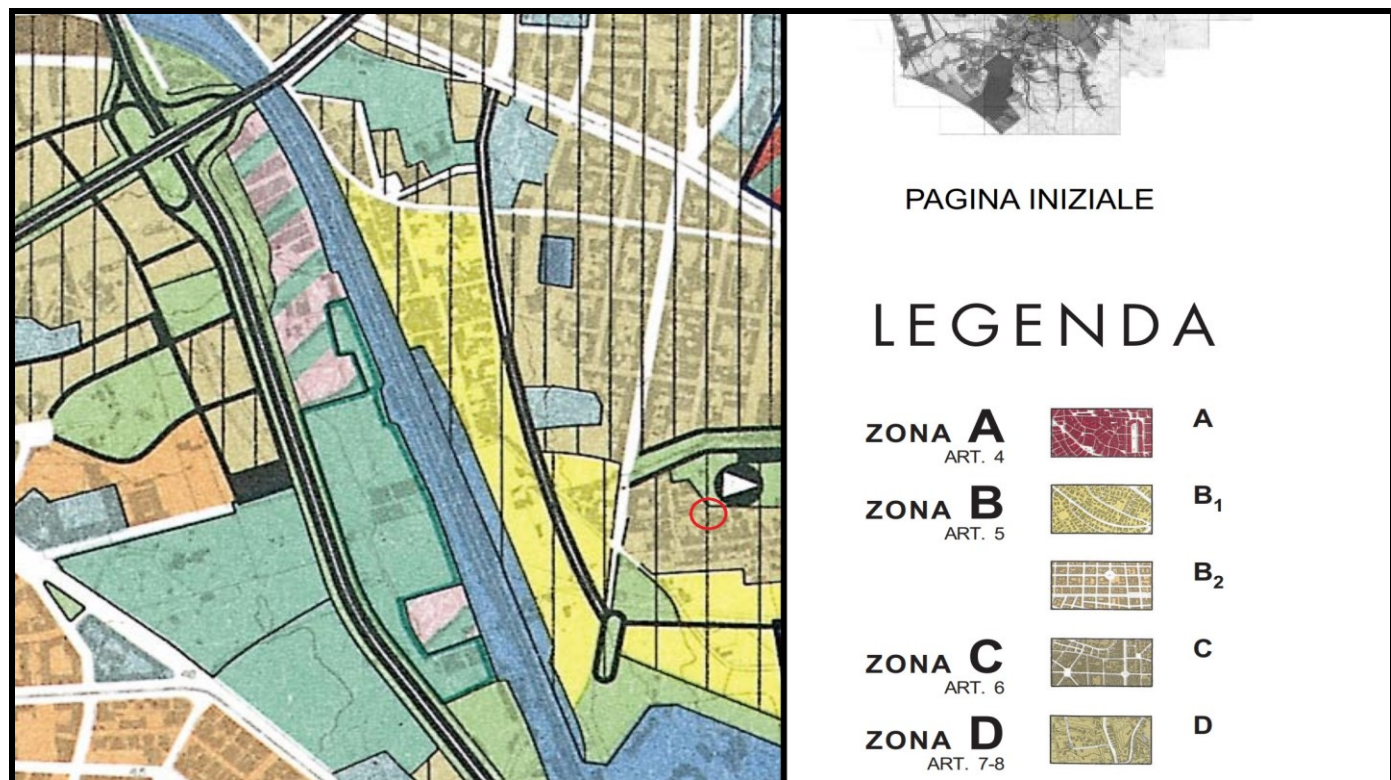 PAGINA INIZIALE
LEGENDA
ZONA A
ART. 4
A
ZONA B
ART. 5
B₁
B₂
ZONA C
ART. 6
C
ZONA D
ART. 7-8
D